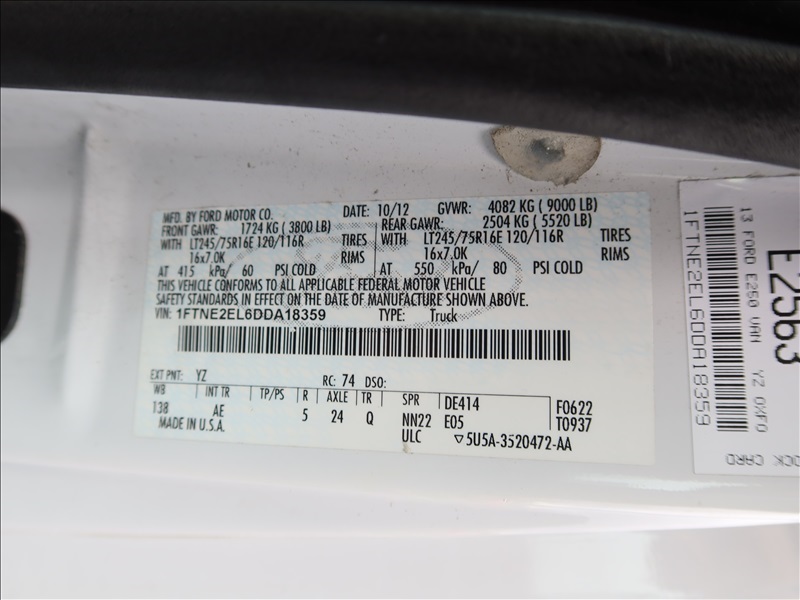 MFD. BY FORD MOTOR CO. DATE: 10/12 GVWR: 4082 KG ( 9000 LB)
FRONT GAWR: 1724 KG ( 3800 LB) REAR GAWR: 2504 KG ( 5520 LB)
WITH LT245/75R16E 120/116R TIRES WITH LT245/75R16E 120/116R TIRES
16x7.0K RIMS 16x7.0K RIMS
AT 415 kPa/ 60 PSI COLD AT 550 kPa/ 80 PSI COLD
THIS VEHICLE CONFORMS TO ALL APPLICABLE FEDERAL MOTOR VEHICLE
SAFETY STANDARDS IN EFFECT ON THE DATE OF MANUFACTURE SHOWN ABOVE.
VIN: 1FTNE2EL6DDA18359 TYPE: Truck
EXT PNT: YZ RC: 74 DSO:
WB INT TR TP/PS R AXLE TR SPR DE414 F0622
138 AE 5 24 Q NN22 E05 T0937
MADE IN U.S.A. ULC ▽5U5A-3520472-AA
E2563
13 FORD E250 VAN YZ OXFO
1FTNE2EL6DDA18359
OCK CARD